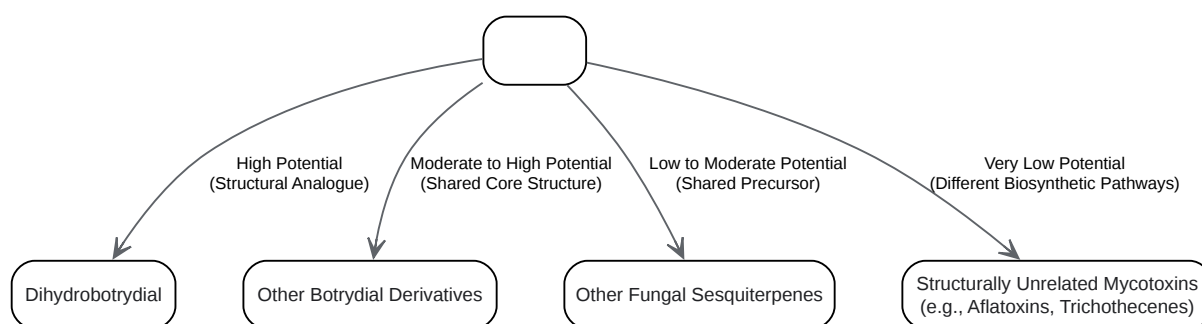 High Potential
(Structural Analogue)
Moderate to High Potential
(Shared Core Structure)
Low to Moderate Potential
(Shared Precursor)
Very Low Potential
(Different Biosynthetic Pathways)
Dihydrobotrydial
Other Botrydial Derivatives
Other Fungal Sesquiterpenes
Structurally Unrelated Mycotoxins
(e.g., Aflatoxins, Trichothecenes)